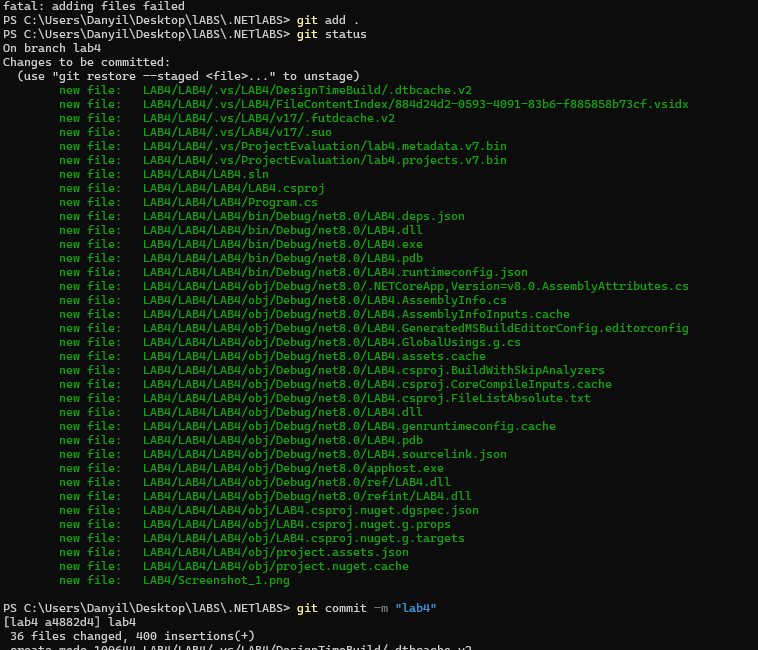 fatal: adding files failed
PS C:\Users\Danyil\Desktop\lABS\.NETlABS> git add .
PS C:\Users\Danyil\Desktop\lABS\.NETlABS> git status
On branch lab4
Changes to be committed:
  (use "git restore --staged <file>..." to unstage)
        new file:   LAB4/LAB4/.vs/LAB4/DesignTimeBuild/.dtbcache.v2
        new file:   LAB4/LAB4/.vs/LAB4/FileContentIndex/884d24d2-0593-4091-83b6-f885858b73cf.vsidx
        new file:   LAB4/LAB4/.vs/LAB4/v17/.futdcache.v2
        new file:   LAB4/LAB4/.vs/LAB4/v17/.suo
        new file:   LAB4/LAB4/.vs/ProjectEvaluation/lab4.metadata.v7.bin
        new file:   LAB4/LAB4/.vs/ProjectEvaluation/lab4.projects.v7.bin
        new file:   LAB4/LAB4/LAB4.sln
        new file:   LAB4/LAB4/LAB4/LAB4.csproj
        new file:   LAB4/LAB4/LAB4/Program.cs
        new file:   LAB4/LAB4/LAB4/bin/Debug/net8.0/LAB4.deps.json
        new file:   LAB4/LAB4/LAB4/bin/Debug/net8.0/LAB4.dll
        new file:   LAB4/LAB4/LAB4/bin/Debug/net8.0/LAB4.exe
        new file:   LAB4/LAB4/LAB4/bin/Debug/net8.0/LAB4.pdb
        new file:   LAB4/LAB4/LAB4/bin/Debug/net8.0/LAB4.runtimeconfig.json
        new file:   LAB4/LAB4/LAB4/obj/Debug/net8.0/.NETCoreApp,Version=v8.0.AssemblyAttributes.cs
        new file:   LAB4/LAB4/LAB4/obj/Debug/net8.0/LAB4.AssemblyInfo.cs
        new file:   LAB4/LAB4/LAB4/obj/Debug/net8.0/LAB4.AssemblyInfoInputs.cache
        new file:   LAB4/LAB4/LAB4/obj/Debug/net8.0/LAB4.GeneratedMSBuildEditorConfig.editorconfig
        new file:   LAB4/LAB4/LAB4/obj/Debug/net8.0/LAB4.GlobalUsings.g.cs
        new file:   LAB4/LAB4/LAB4/obj/Debug/net8.0/LAB4.assets.cache
        new file:   LAB4/LAB4/LAB4/obj/Debug/net8.0/LAB4.csproj.BuildWithSkipAnalyzers
        new file:   LAB4/LAB4/LAB4/obj/Debug/net8.0/LAB4.csproj.CoreCompileInputs.cache
        new file:   LAB4/LAB4/LAB4/obj/Debug/net8.0/LAB4.csproj.FileListAbsolute.txt
        new file:   LAB4/LAB4/LAB4/obj/Debug/net8.0/LAB4.dll
        new file:   LAB4/LAB4/LAB4/obj/Debug/net8.0/LAB4.genruntimeconfig.cache
        new file:   LAB4/LAB4/LAB4/obj/Debug/net8.0/LAB4.pdb
        new file:   LAB4/LAB4/LAB4/obj/Debug/net8.0/LAB4.sourcelink.json
        new file:   LAB4/LAB4/LAB4/obj/Debug/net8.0/apphost.exe
        new file:   LAB4/LAB4/LAB4/obj/Debug/net8.0/ref/LAB4.dll
        new file:   LAB4/LAB4/LAB4/obj/Debug/net8.0/refint/LAB4.dll
        new file:   LAB4/LAB4/LAB4/obj/LAB4.csproj.nuget.dgspec.json
        new file:   LAB4/LAB4/LAB4/obj/LAB4.csproj.nuget.g.props
        new file:   LAB4/LAB4/LAB4/obj/LAB4.csproj.nuget.g.targets
        new file:   LAB4/LAB4/LAB4/obj/project.assets.json
        new file:   LAB4/LAB4/LAB4/obj/project.nuget.cache
        new file:   LAB4/Screenshot_1.png
PS C:\Users\Danyil\Desktop\lABS\.NETlABS> git commit -m "lab4"
[lab4 a4882d4] lab4
 36 files changed, 400 insertions(+)
 create mode 100644 LAB4/LAB4/.vs/LAB4/DesignTimeBuild/.dtbcache.v2